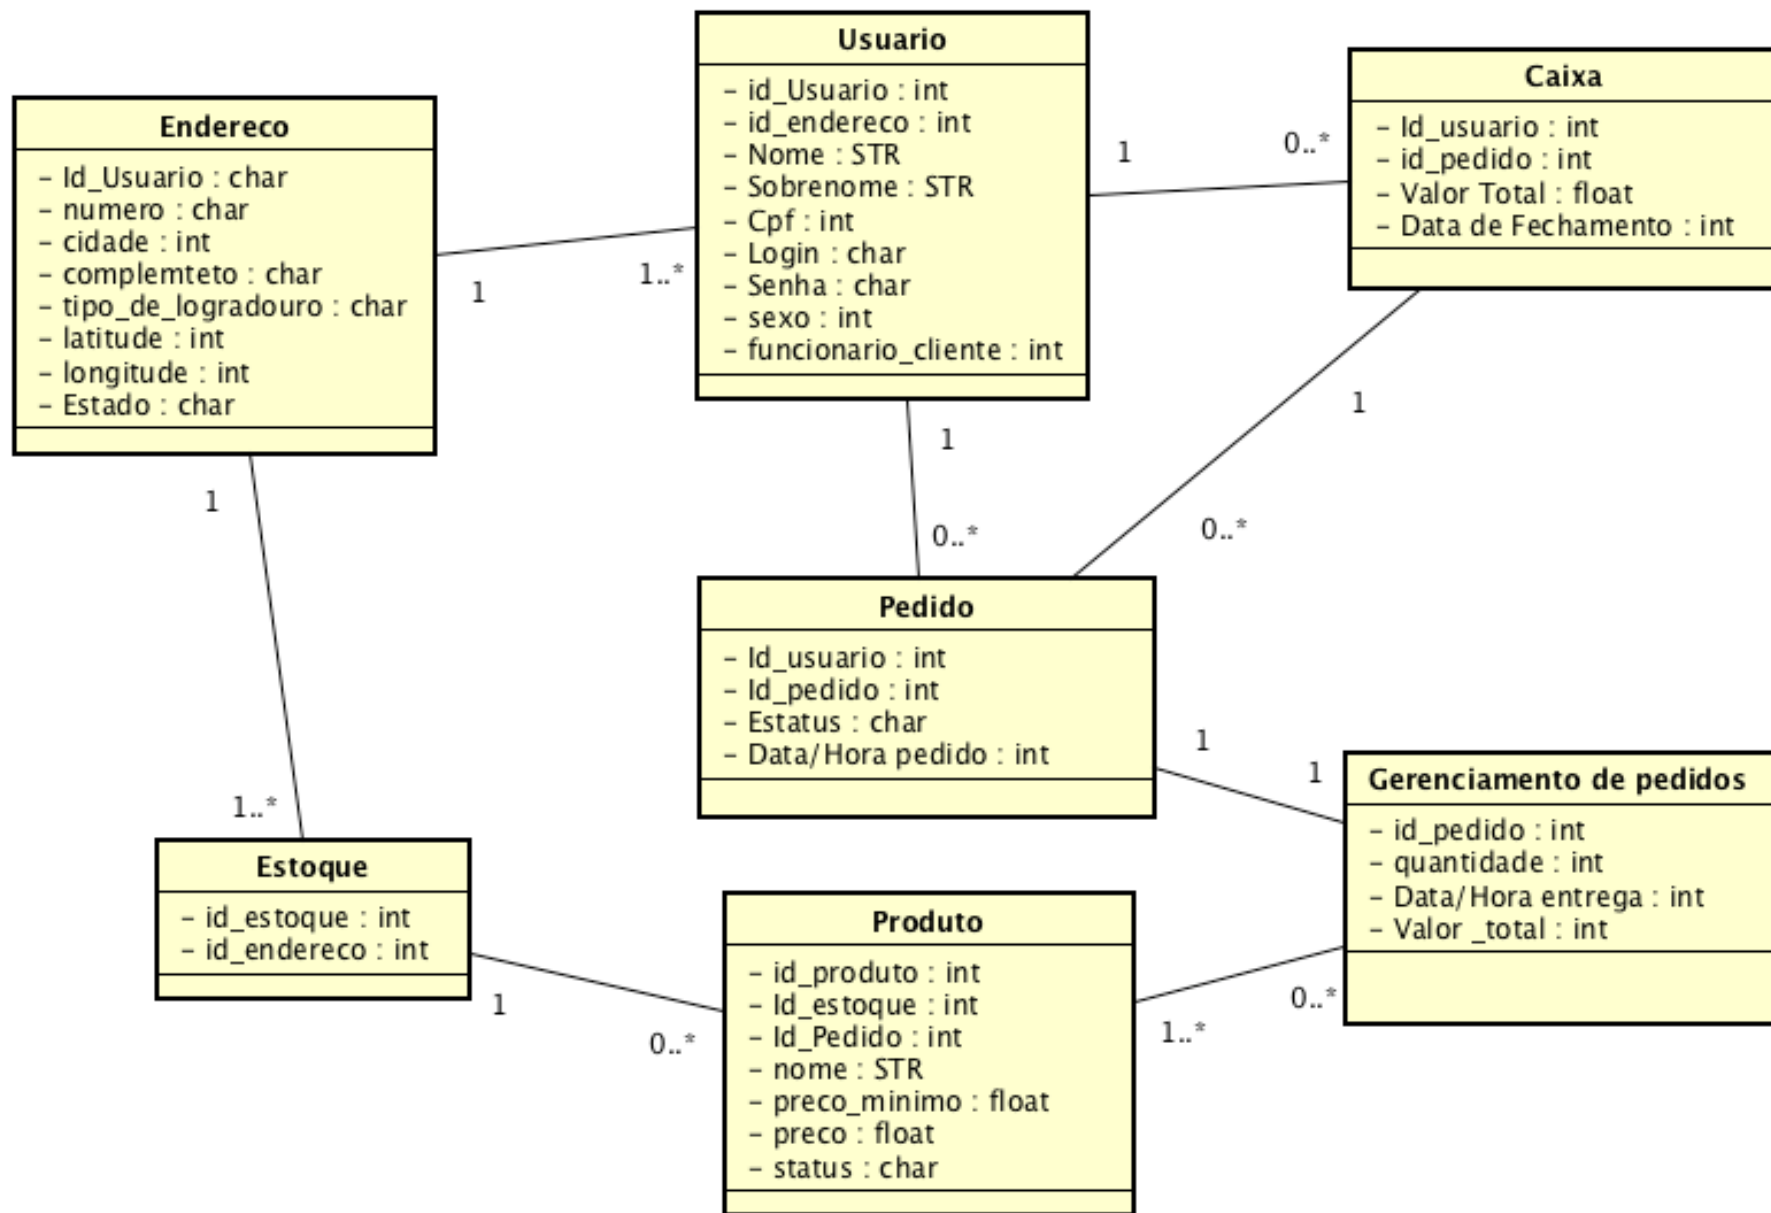 Usuario
- id_Usuario : int
- id_endereco : int
- Nome : STR
- Sobrenome : STR
- Cpf : int
- Login : char
- Senha : char
- sexo : int
- funcionario_cliente : int
Caixa
- Id_usuario : int
- id_pedido : int
- Valor Total : float
- Data de Fechamento : int
Endereco
- Id_Usuario : char
- numero : char
- cidade : int
- complemteto : char
- tipo_de_logradouro : char
- latitude : int
- longitude : int
- Estado : char
1
0..*
1
1..*
1
0..*
1
0..*
1
1..*
Pedido
- Id_usuario : int
- Id_pedido : int
- Estatus : char
- Data/Hora pedido : int
1
1
Gerenciamento de pedidos
- id_pedido : int
- quantidade : int
- Data/Hora entrega : int
- Valor _total : int
Estoque
- id_estoque : int
- id_endereco : int
1
0..*
1..*
0..*
Produto
- id_produto : int
- Id_estoque : int
- Id_Pedido : int
- nome : STR
- preco_minimo : float
- preco : float
- status : char